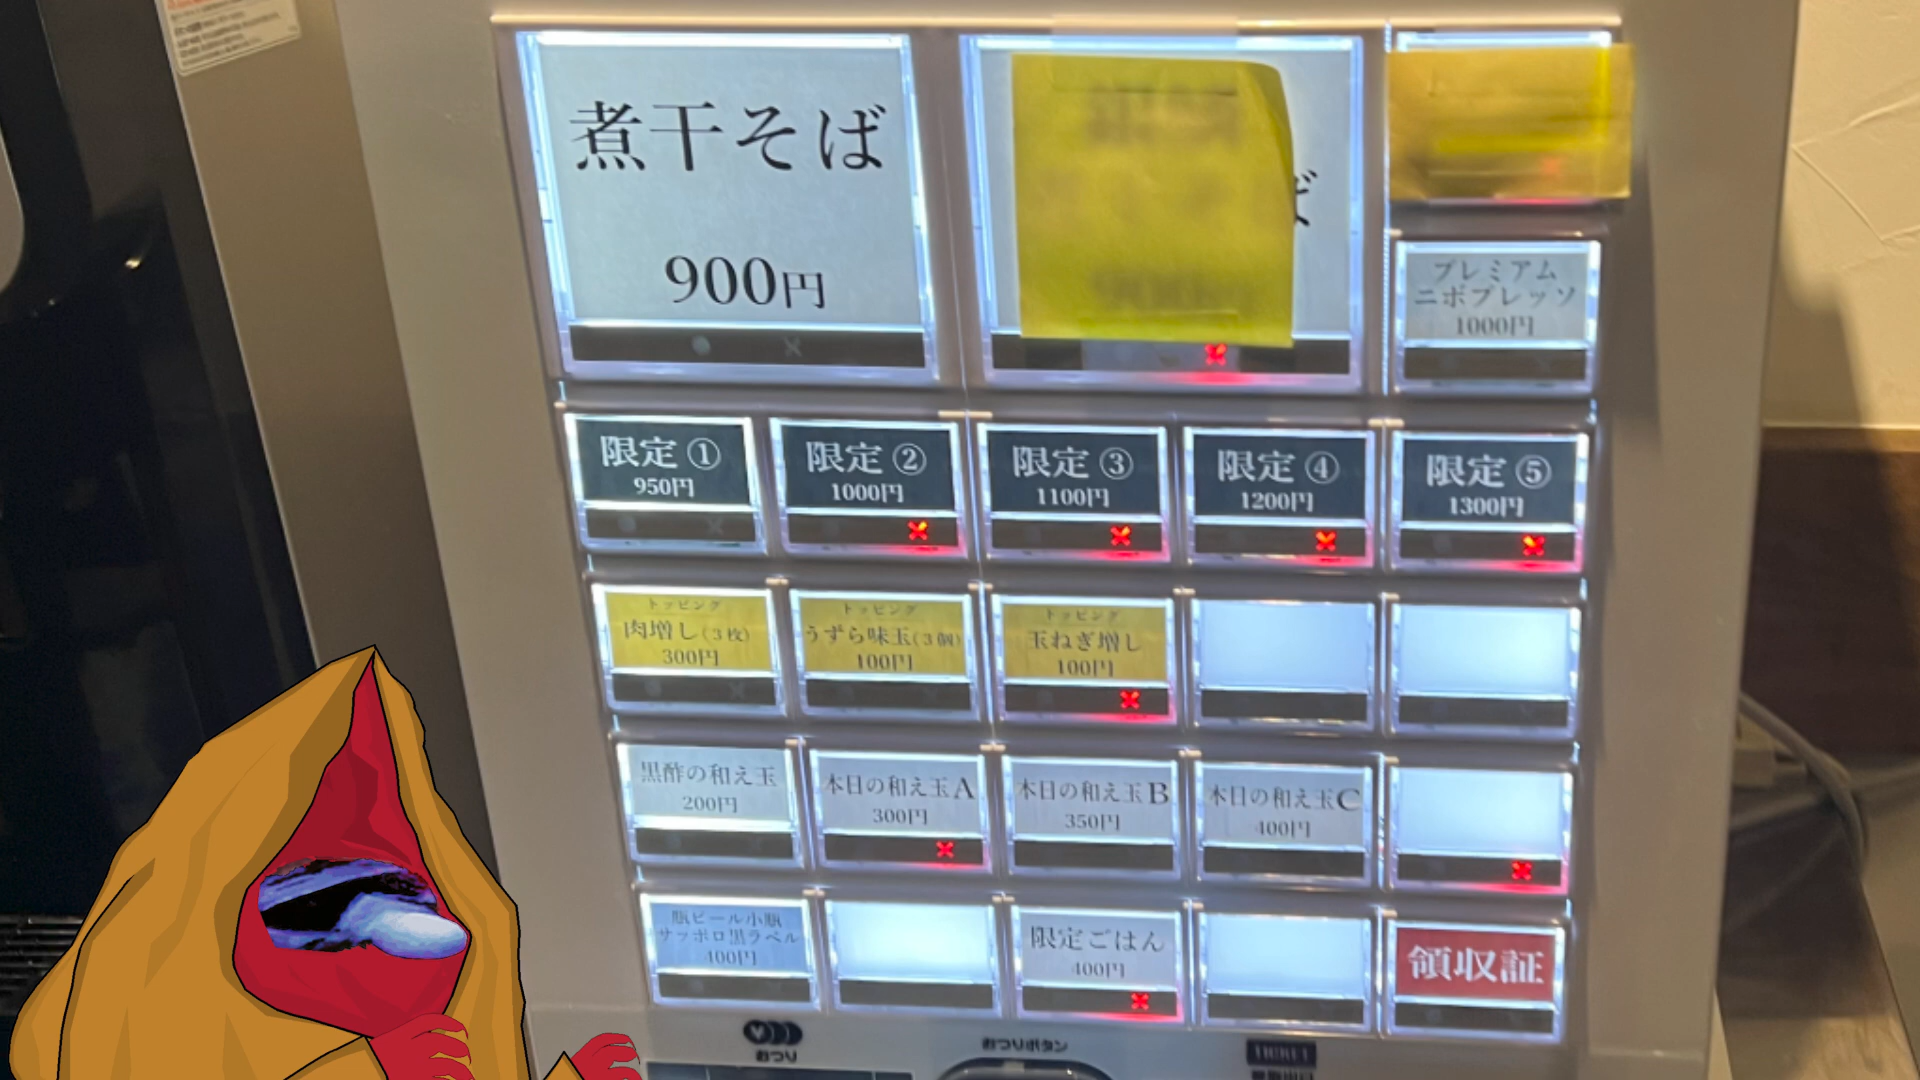 煮干そば
900円
ば
プレミアム
ニボプレッソ
1000円
限定①
950円
限定②
1000円
限定③
1100円
限定④
1200円
限定⑤
1300円
トッピング
肉増し(3枚)
300円
トッピング
うずら味玉(3個)
100円
トッピング
玉ねぎ増し
100円
黒酢の和え玉
200円
本日の和え玉A
300円
本日の和え玉B
350円
本日の和え玉C
400円
瓶ビール小瓶
サッポロ黒ラベル
400円
限定ごはん
400円
領収証
おつり
おつりボタン
TICKET